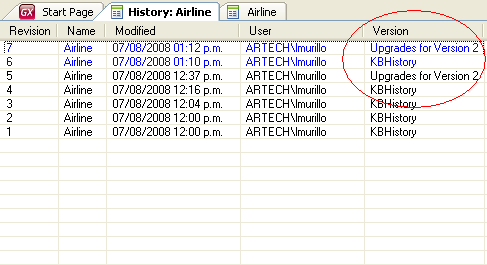 GX Start Page History: Airline Airline
Revision Name Modified User Version
7 Airline 07/08/2008 01:12 p.m. ARTECH\lmurillo Upgrades for Version 2
6 Airline 07/08/2008 01:10 p.m. ARTECH\lmurillo KBHistory
5 Airline 07/08/2008 12:37 p.m. ARTECH\lmurillo Upgrades for Version 2
4 Airline 07/08/2008 12:16 p.m. ARTECH\lmurillo KBHistory
3 Airline 07/08/2008 12:04 p.m. ARTECH\lmurillo KBHistory
2 Airline 07/08/2008 12:00 p.m. ARTECH\lmurillo KBHistory
1 Airline 07/08/2008 12:00 p.m. ARTECH\lmurillo KBHistory